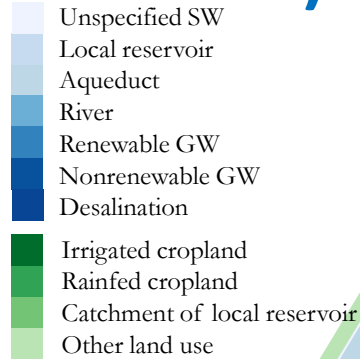 Unspecified SW
Local reservoir
Aqueduct
River
Renewable GW
Nonrenewable GW
Desalination
Irrigated cropland
Rainfed cropland
Catchment of local reservoir
Other land use